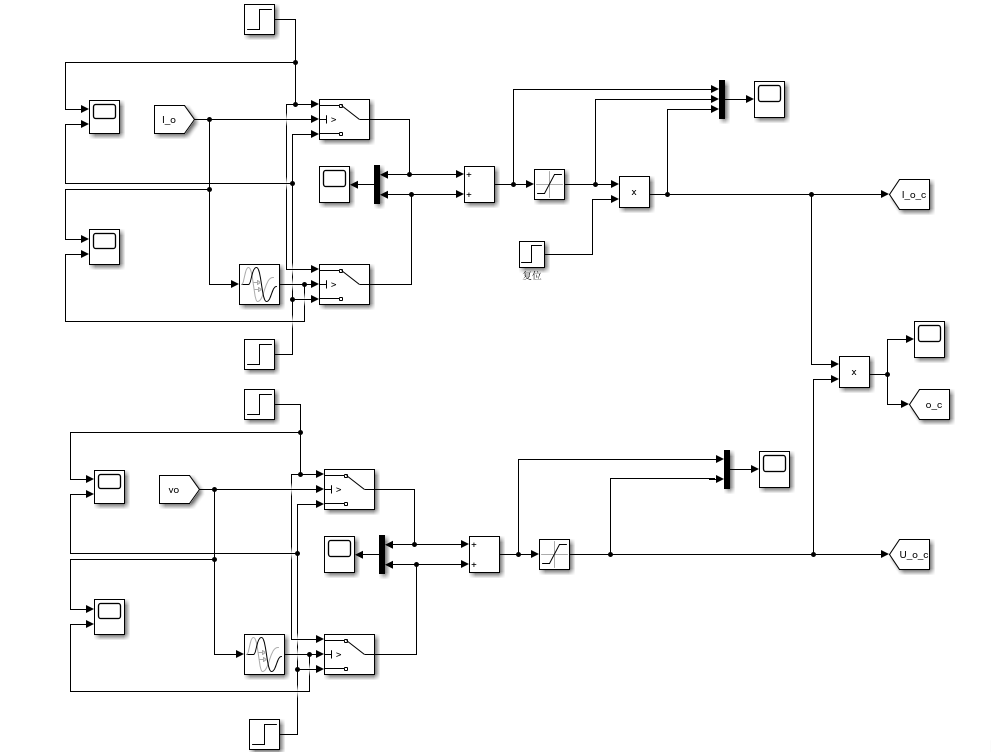 I_o
>
+
+
x
I_o_c
复位
>
x
o_c
vo
>
+
+
U_o_c
>